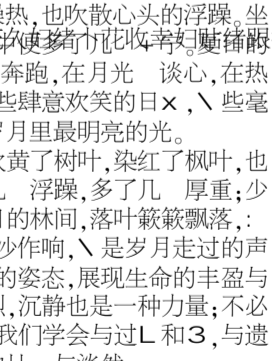 燥热，也吹散心头的浮躁。坐
奔跑，在月光 谈心，在热
些肆意欢笑的日x，\ 些毫
岁月里最明亮的光。
黄了树叶，染红了枫叶，也
浮躁，多了几 厚重；少
的林间，落叶簌簌飘落，：
沙作响，\ 是岁月走过的声
的姿态，展现生命的丰盈与
，沉静也是一种力量；不必
我们学会与过L 和3，与遗